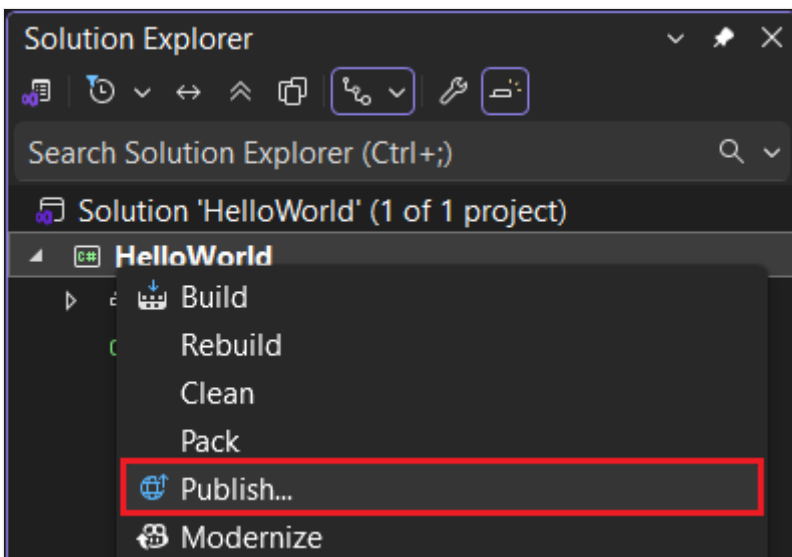 Solution Explorer
Search Solution Explorer (Ctrl+;)
Solution 'HelloWorld' (1 of 1 project)
C# HelloWorld
Build
Rebuild
Clean
Pack
Publish...
Modernize